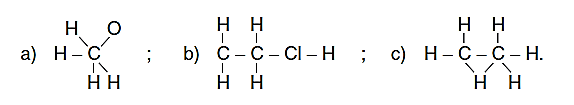 H O H H H H
a) H – C ; b) C – C – Cl – H ; c) H – C – C – H.
H H H H H H